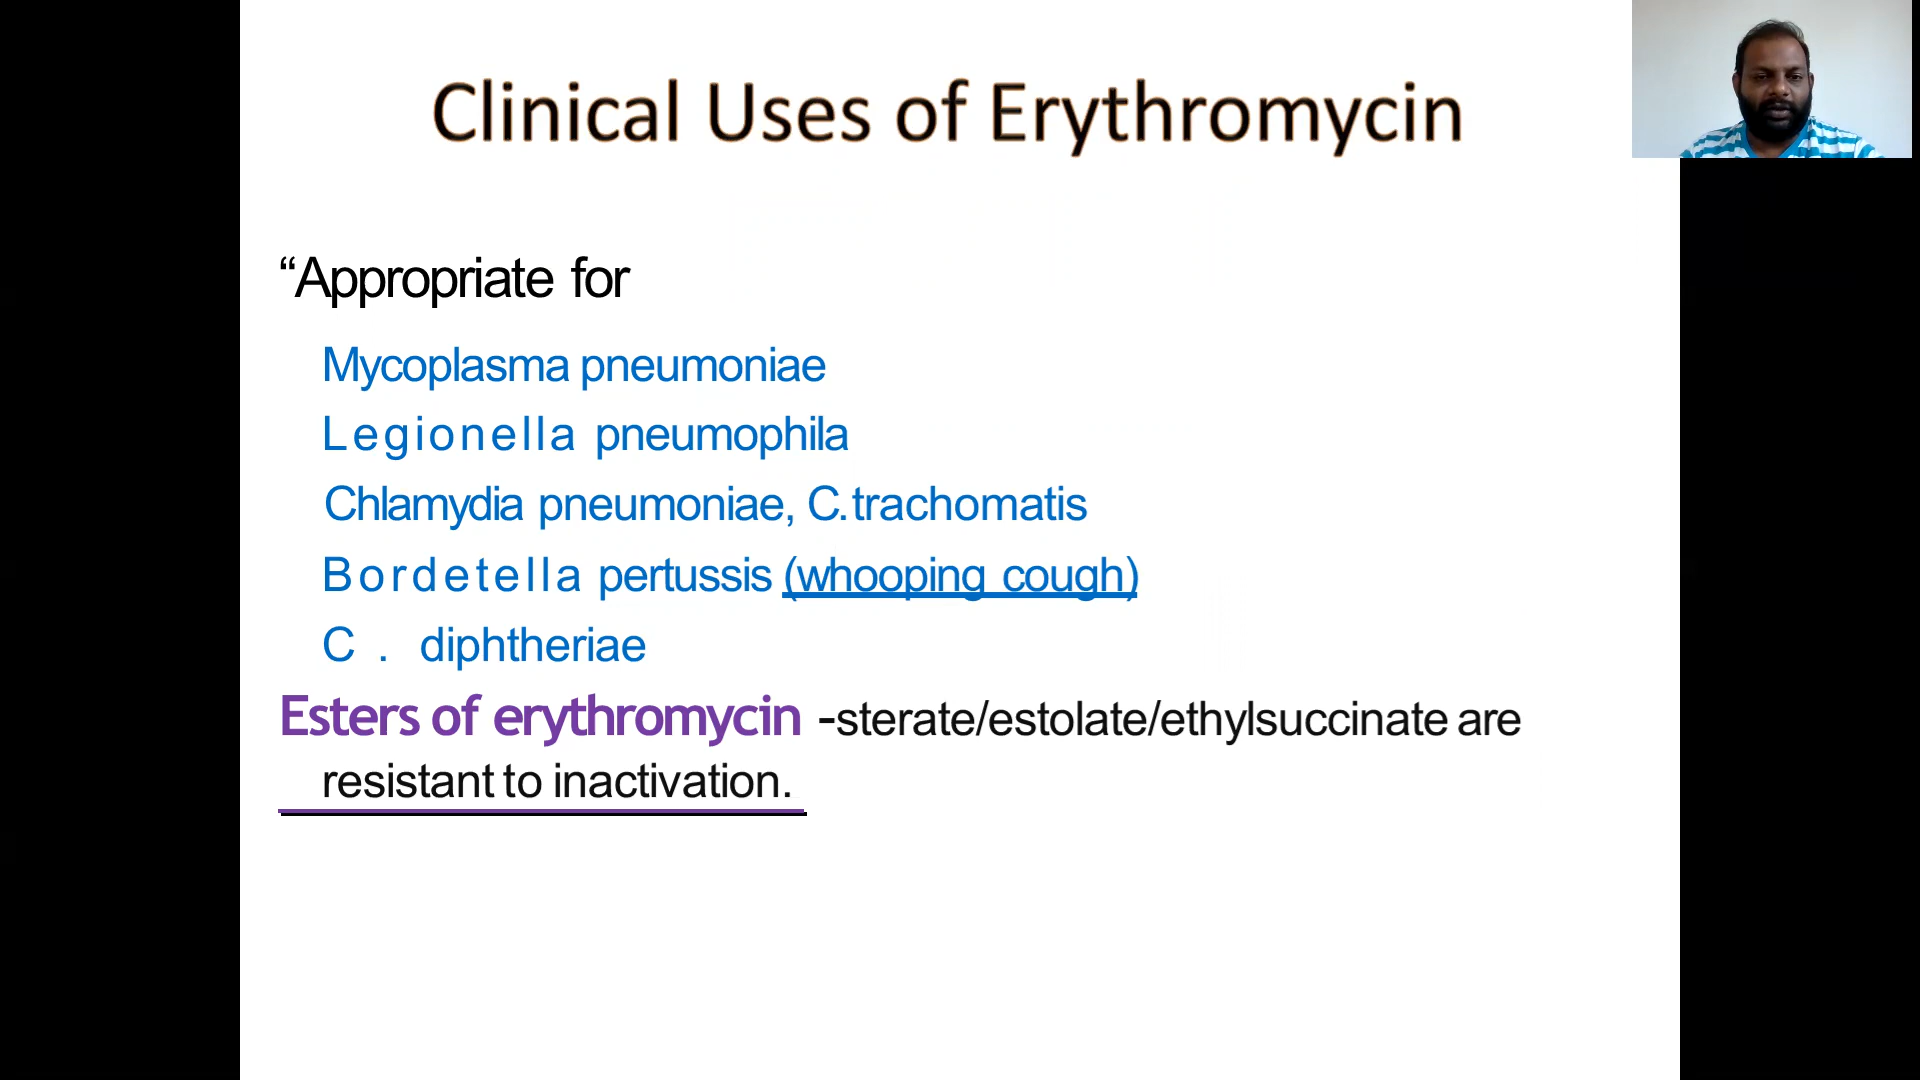 Clinical Uses of Erythromycin
“Appropriate for
Mycoplasma pneumoniae
Legionella pneumophila
Chlamydia pneumoniae, C.trachomatis
Bordetella pertussis (whooping cough)
C . diphtheriae
Esters of erythromycin -sterate/estolate/ethylsuccinate are
resistant to inactivation.